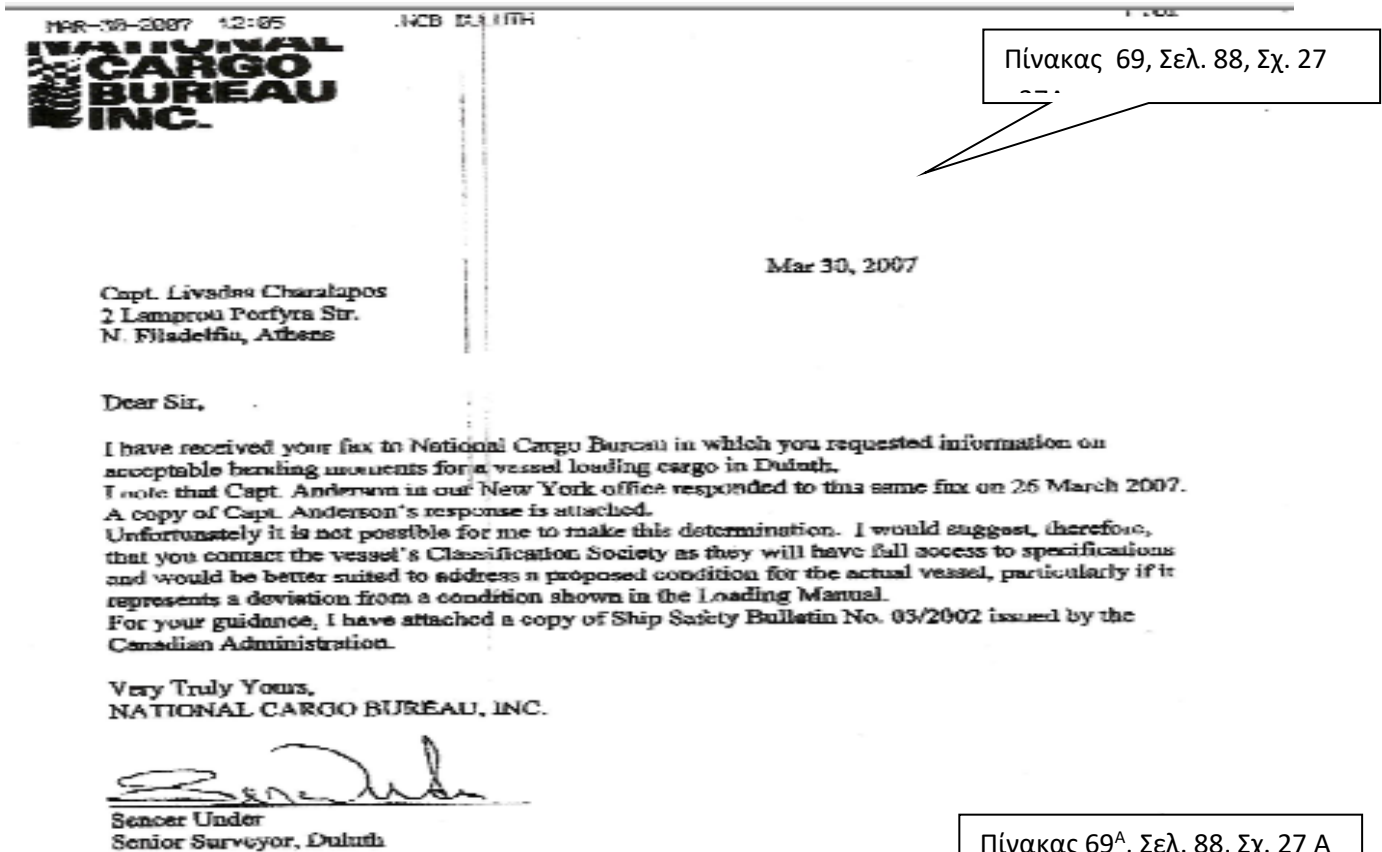 MAR-30-2007 12:05 NCB DULUTH
NATIONAL
CARGO
BUREAU
INC.
Πίνακας 69, Σελ. 88, Σχ. 27
Mar 30, 2007
Capt. Livadas Charalapos
2 Lamprou Porfyra Str.
N. Filadelfia, Athens
Dear Sir,
I have received your fax to National Cargo Bureau in which you requested information on
acceptable bending moments for a vessel loading cargo in Duluth.
I note that Capt. Anderson in our New York office responded to this same fax on 26 March 2007.
A copy of Capt. Anderson's response is attached.
Unfortunately it is not possible for me to make this determination. I would suggest, therefore,
that you contact the vessel's Classification Society as they will have full access to specifications
and would be better suited to address a proposed condition for the actual vessel, particularly if it
represents a deviation from a condition shown in the Loading Manual.
For your guidance, I have attached a copy of Ship Safety Bulletin No. 03/2002 issued by the
Canadian Administration.
Very Truly Yours,
NATIONAL CARGO BUREAU, INC.
Sencer Under
Senior Surveyor, Duluth
Πίνακας 69Α, Σελ. 88, Σχ. 27 Α